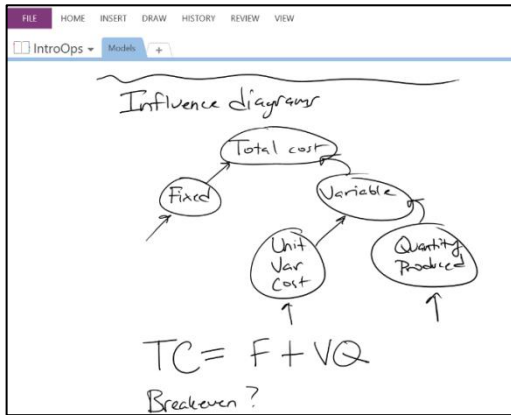 FILE HOME INSERT DRAW HISTORY REVIEW VIEW
IntroOps Models +
Influence diagrams
Total cost
Fixed Variable
Unit Var Cost Quantity Produced
TC = F + VQ
Breakeven ?